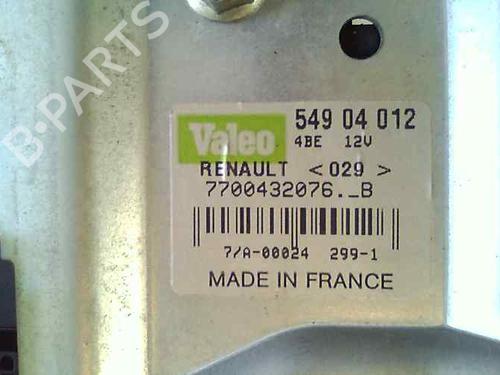 Valeo
549 04 012
4BE 12V
RENAULT <029>
7700432076._B
7/A-00024 299-1
MADE IN FRANCE
B-PARTS